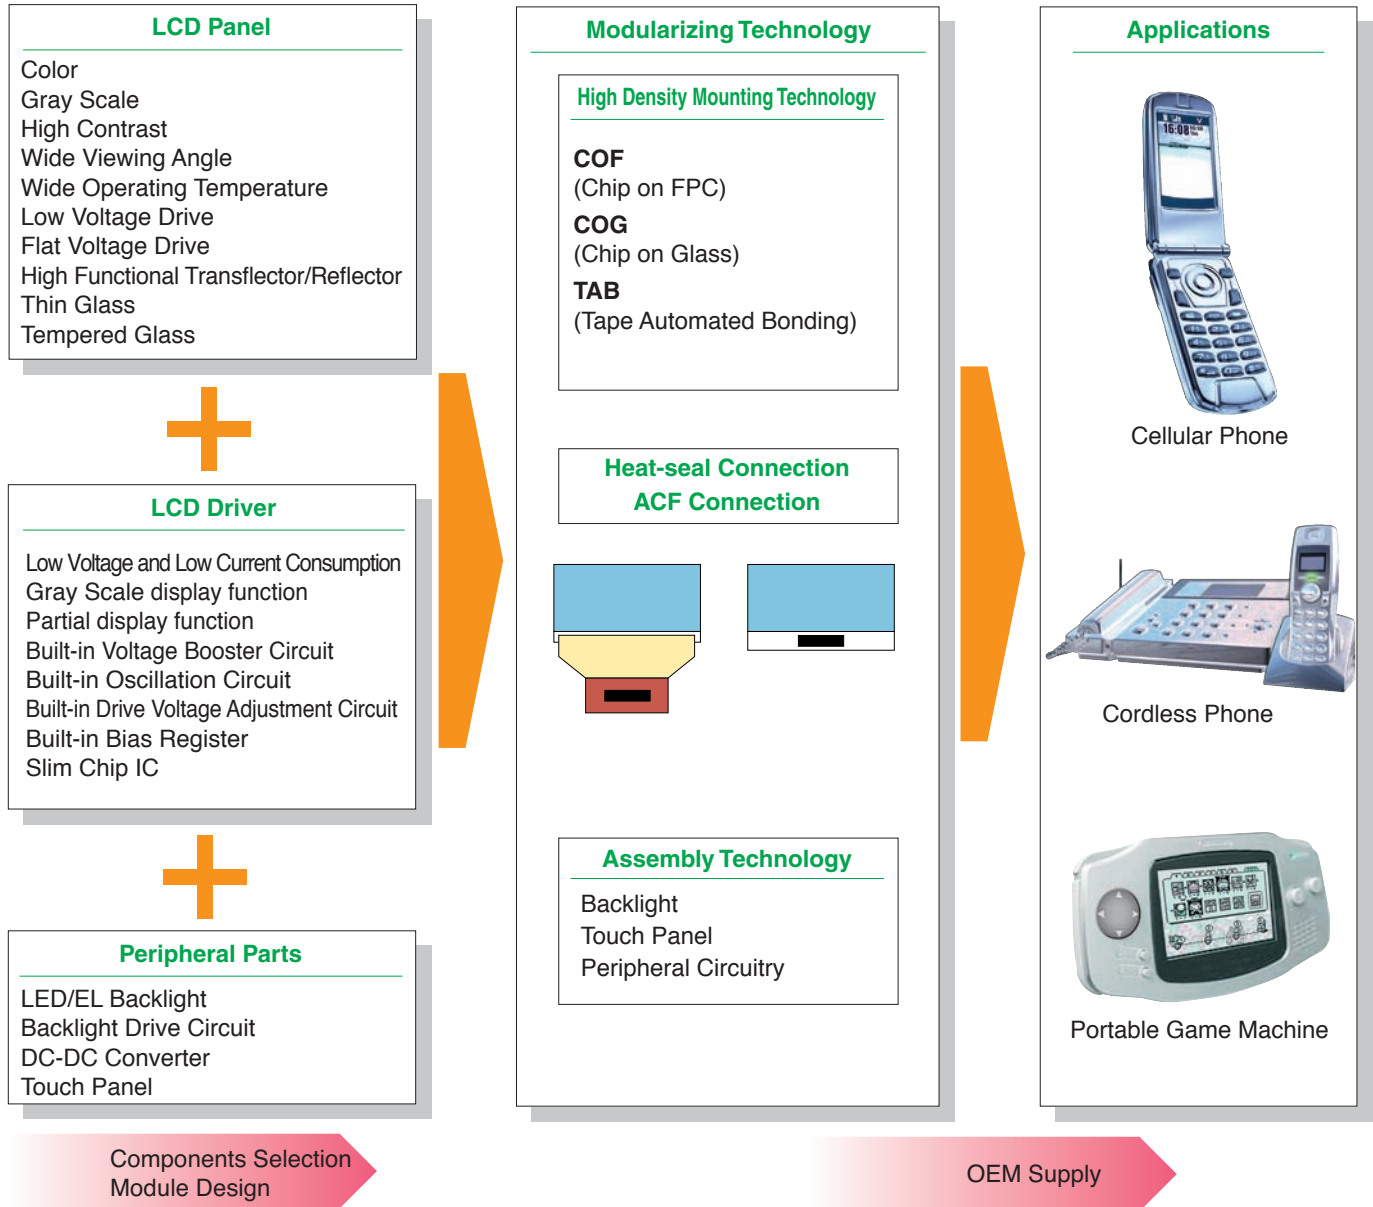 LCD Panel
Color
Gray Scale
High Contrast
Wide Viewing Angle
Wide Operating Temperature
Low Voltage Drive
Flat Voltage Drive
High Functional Transflector/Reflector
Thin Glass
Tempered Glass
LCD Driver
Low Voltage and Low Current Consumption
Gray Scale display function
Partial display function
Built-in Voltage Booster Circuit
Built-in Oscillation Circuit
Built-in Drive Voltage Adjustment Circuit
Built-in Bias Register
Slim Chip IC
Peripheral Parts
LED/EL Backlight
Backlight Drive Circuit
DC-DC Converter
Touch Panel
Components Selection
Module Design
Modularizing Technology
High Density Mounting Technology
COF
(Chip on FPC)
COG
(Chip on Glass)
TAB
(Tape Automated Bonding)
Heat-seal Connection
ACF Connection
Assembly Technology
Backlight
Touch Panel
Peripheral Circuitry
Applications
16:08
Cellular Phone
Cordless Phone
Portable Game Machine
OEM Supply